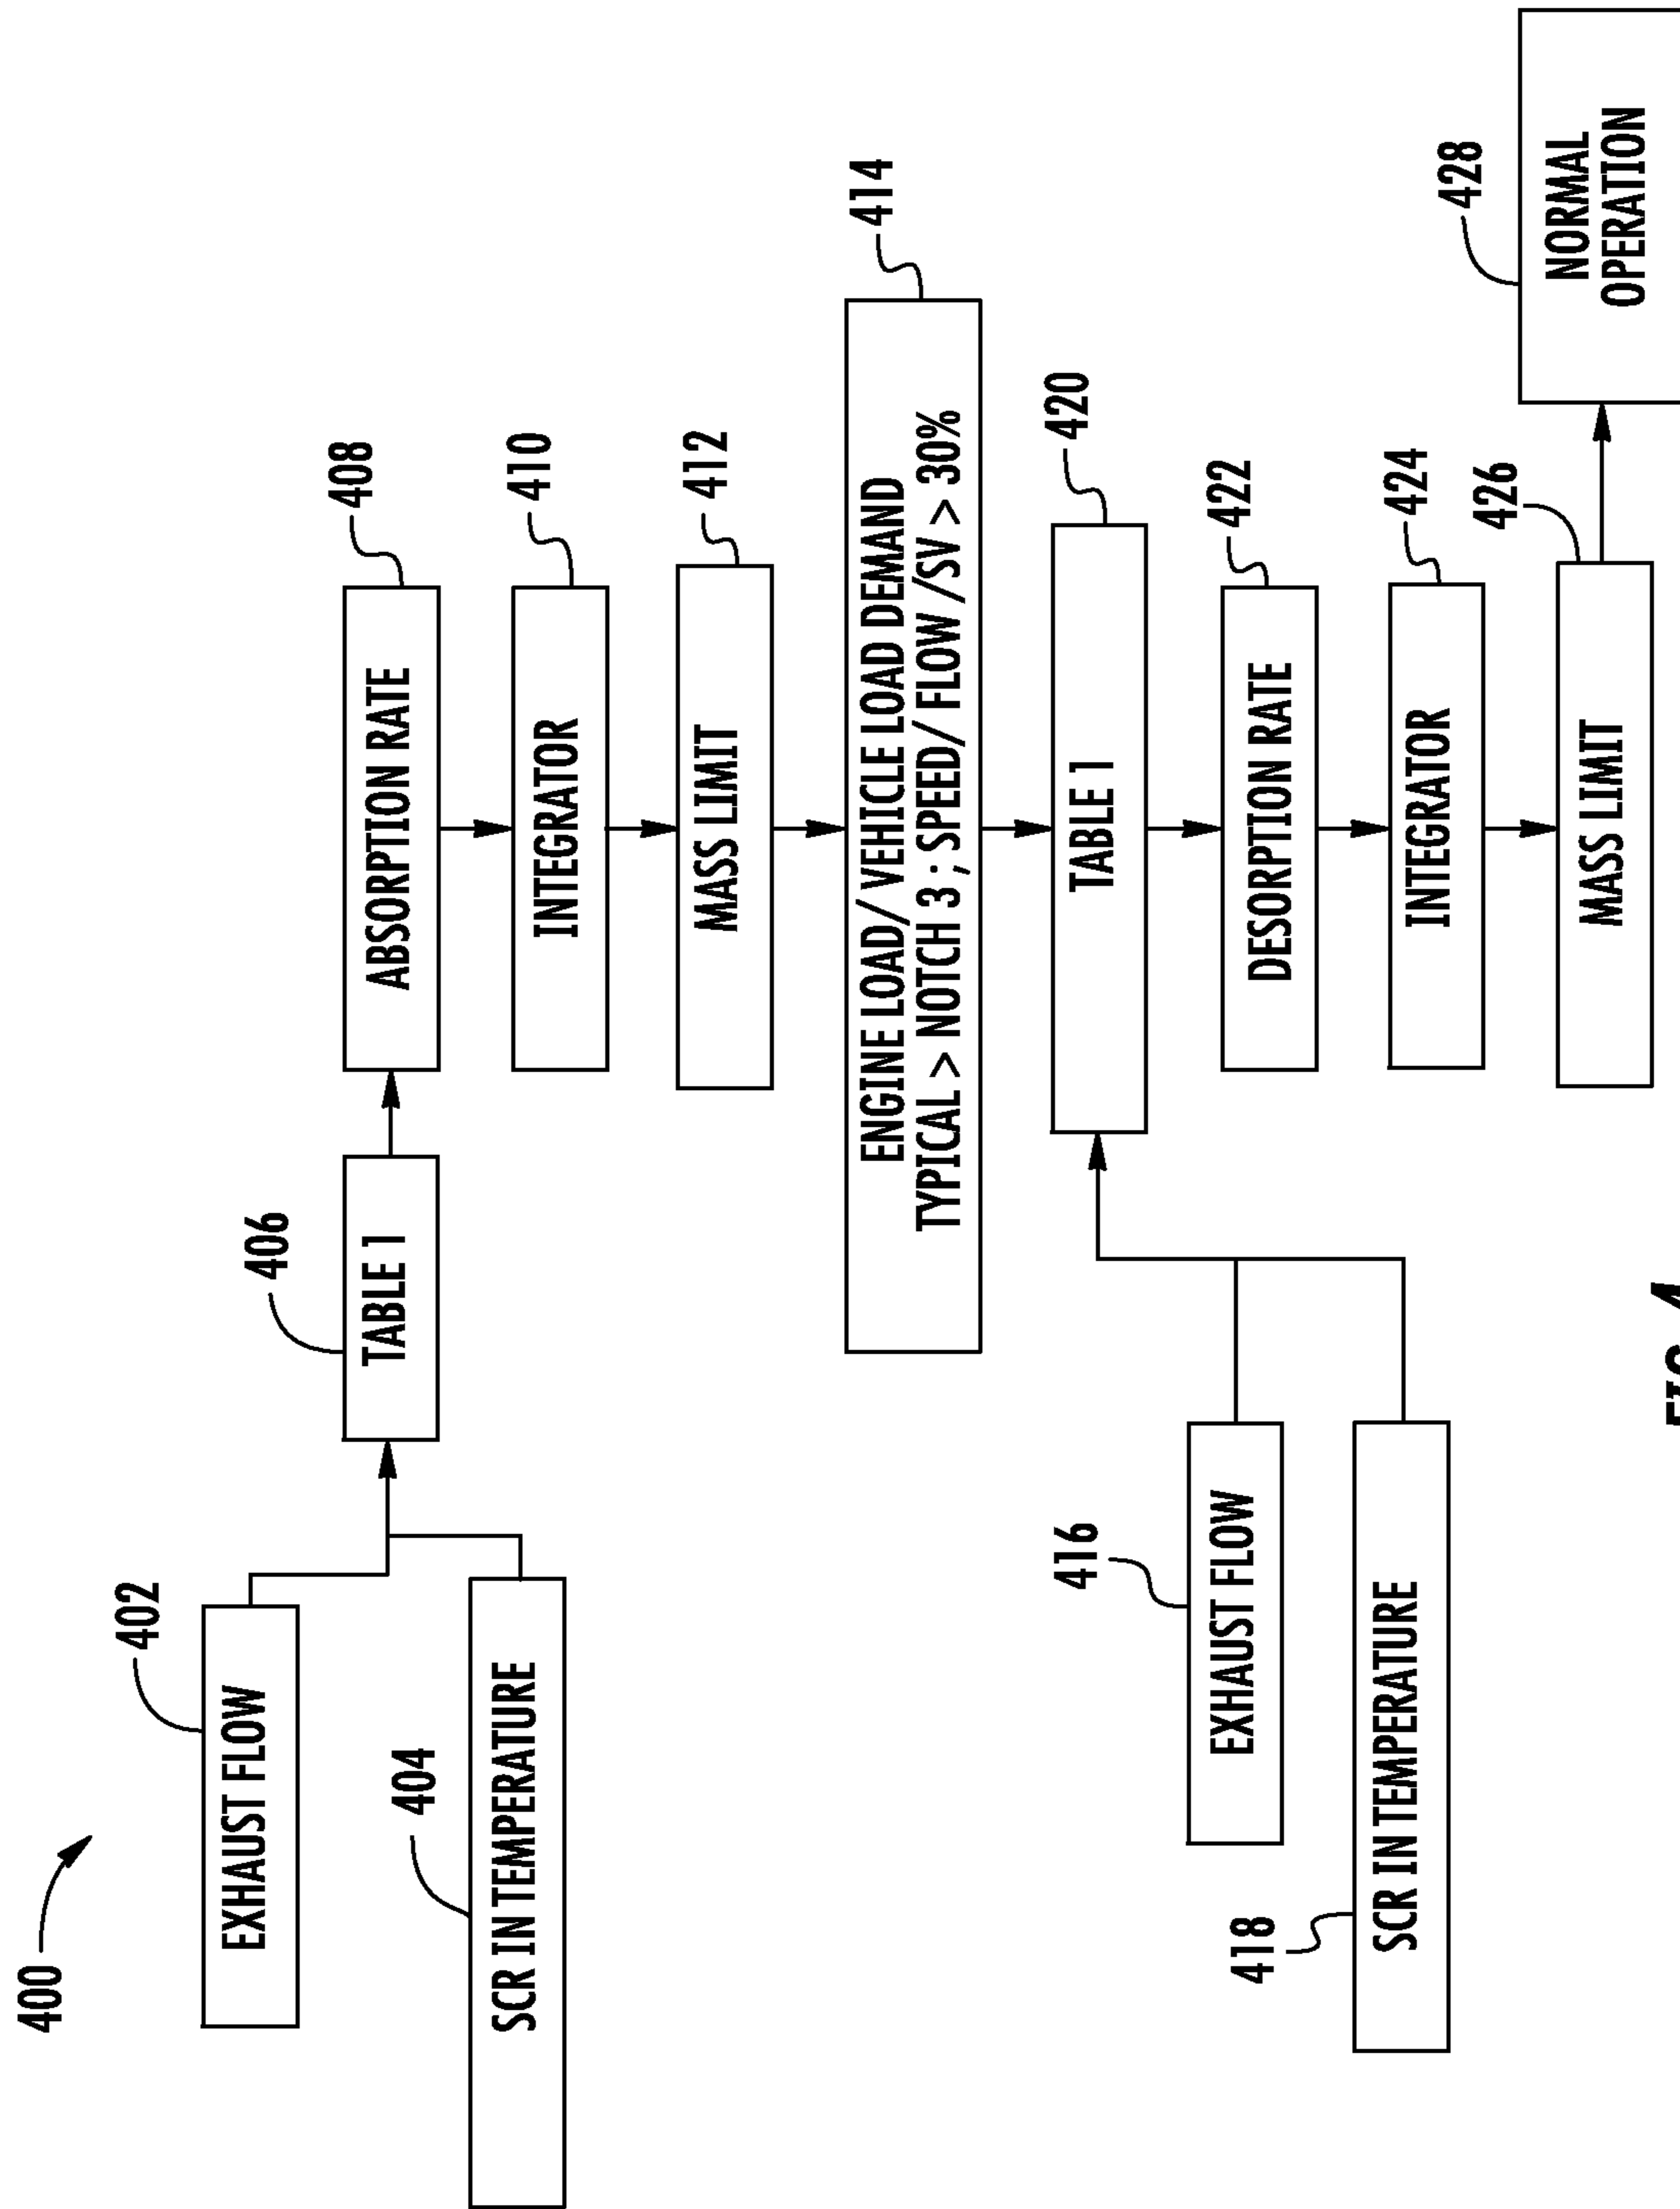 400
402
EXHAUST FLOW
404
SCR IN TEMPERATURE
406
TABLE 1
408
ABSORPTION RATE
410
INTEGRATOR
412
MASS LIMIT
414
ENGINE LOAD/ VEHICLE LOAD DEMAND
TYPICAL > NOTCH 3 ; SPEED/ FLOW /SV > 30%
416
EXHAUST FLOW
418
SCR IN TEMPERATURE
420
TABLE 1
422
DESORPTION RATE
424
INTEGRATOR
426
MASS LIMIT
428
NORMAL
OPERATION